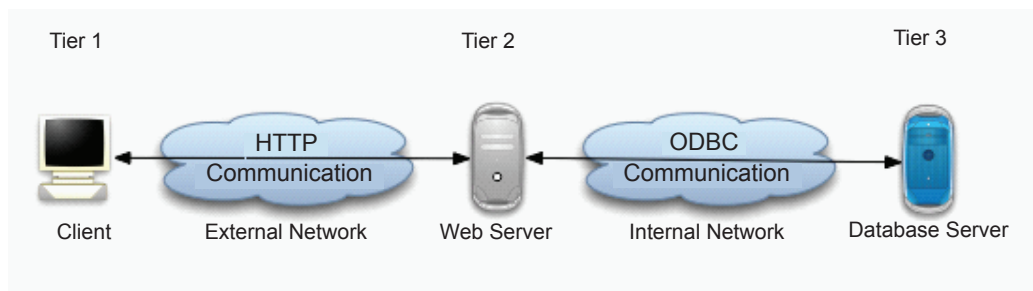 Tier 1
Tier 2
Tier 3
HTTP
Communication
ODBC
Communication
Client
External Network
Web Server
Internal Network
Database Server